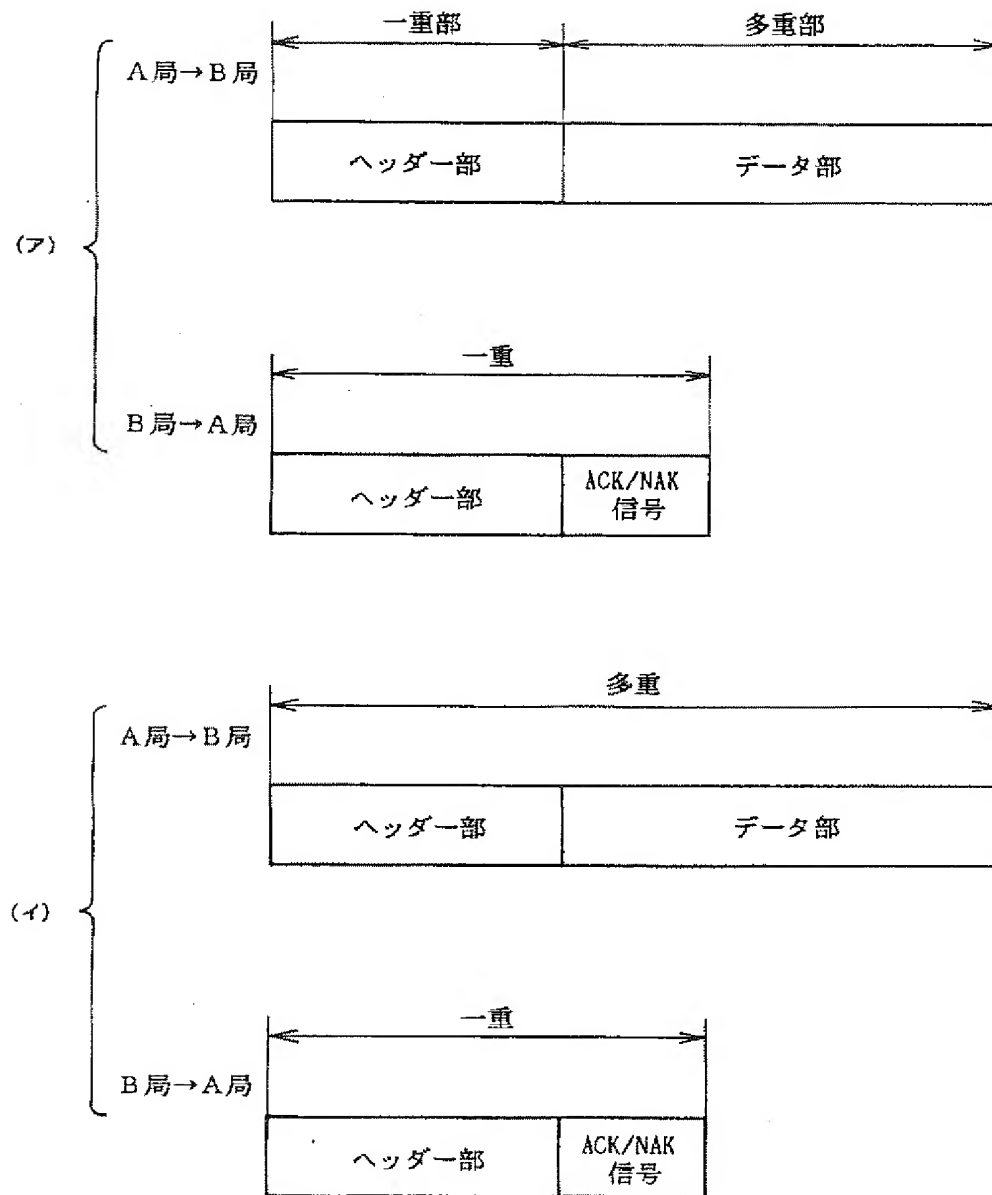 一重部 多重部
A局→B局
ヘッダー部 データ部
(ア)
一重
B局→A局
ヘッダー部 ACK/NAK
信号
多重
A局→B局
ヘッダー部 データ部
(イ)
一重
B局→A局
ヘッダー部 ACK/NAK
信号